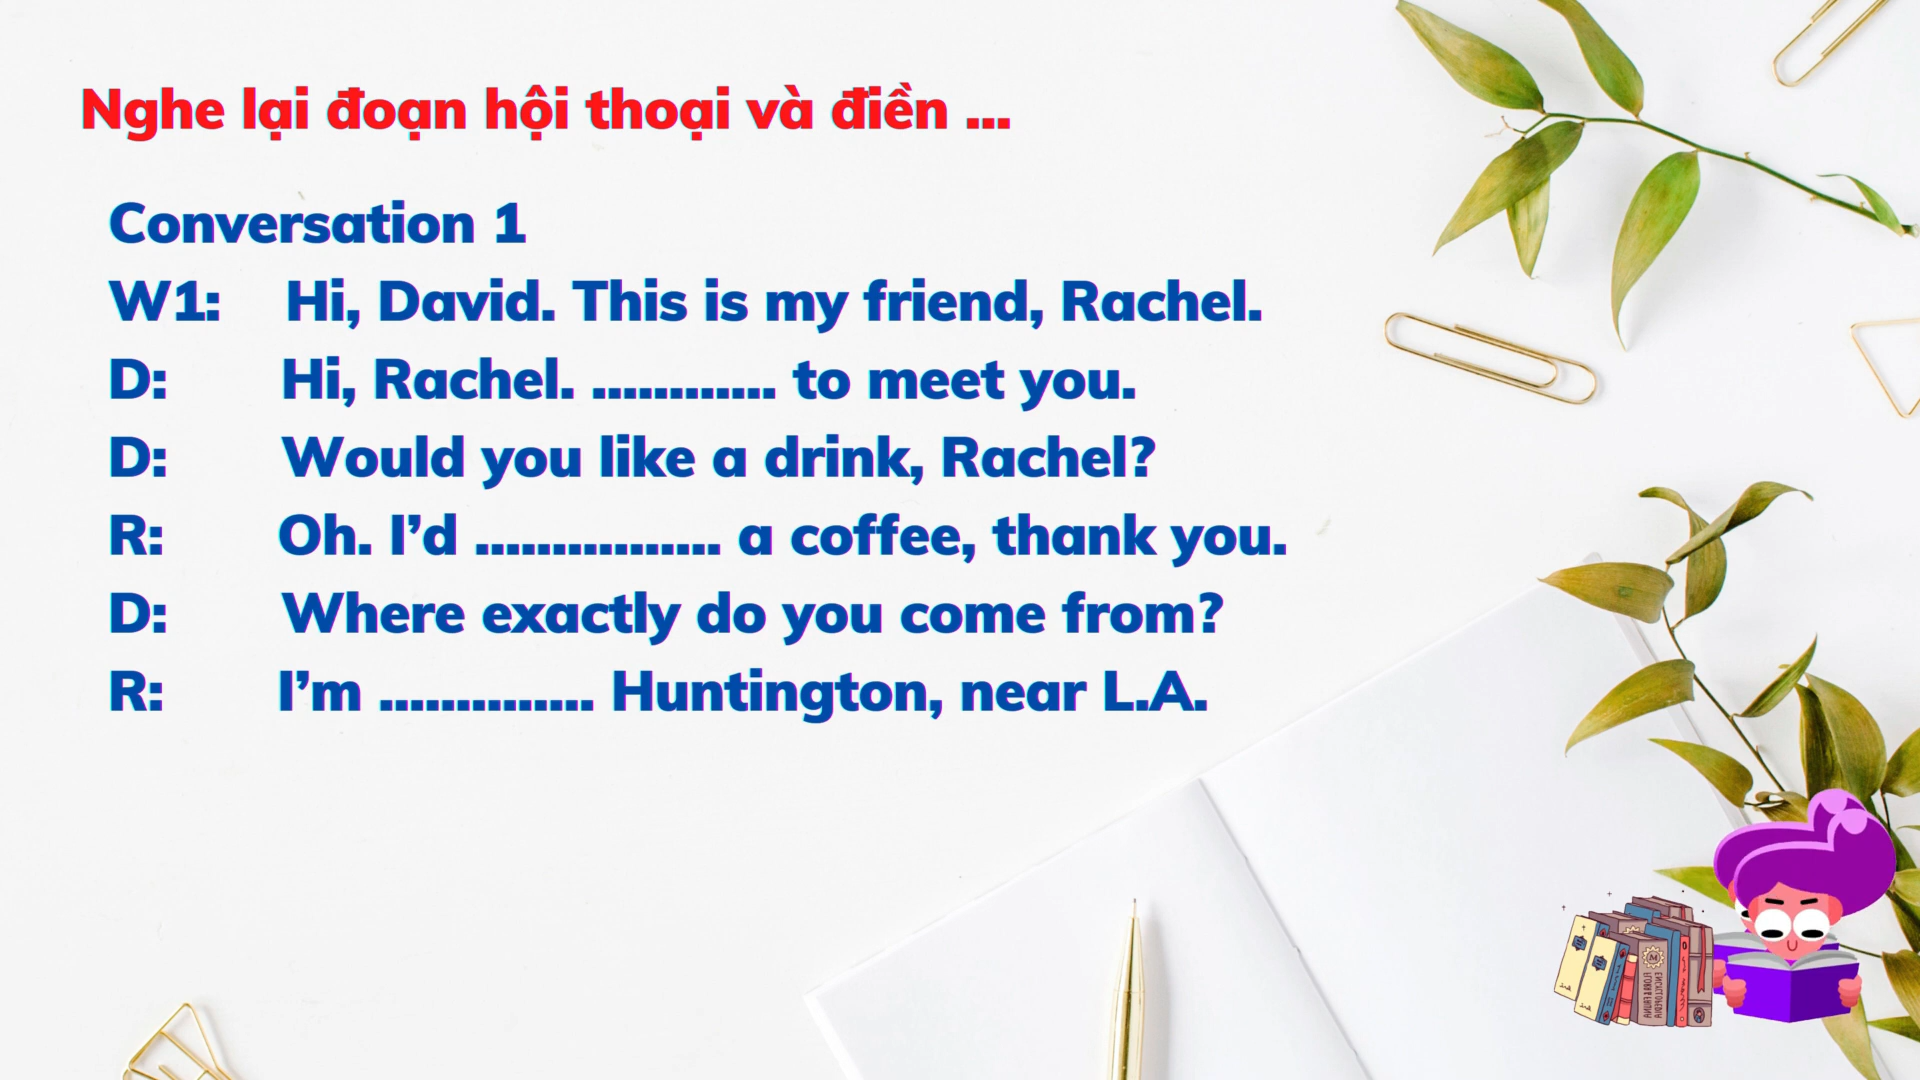 Nghe lại đoạn hội thoại và điền ...
Conversation 1
W1: Hi, David. This is my friend, Rachel.
D: Hi, Rachel. ............ to meet you.
D: Would you like a drink, Rachel?
R: Oh. I’d ................ a coffee, thank you.
D: Where exactly do you come from?
R: I’m .............. Huntington, near L.A.